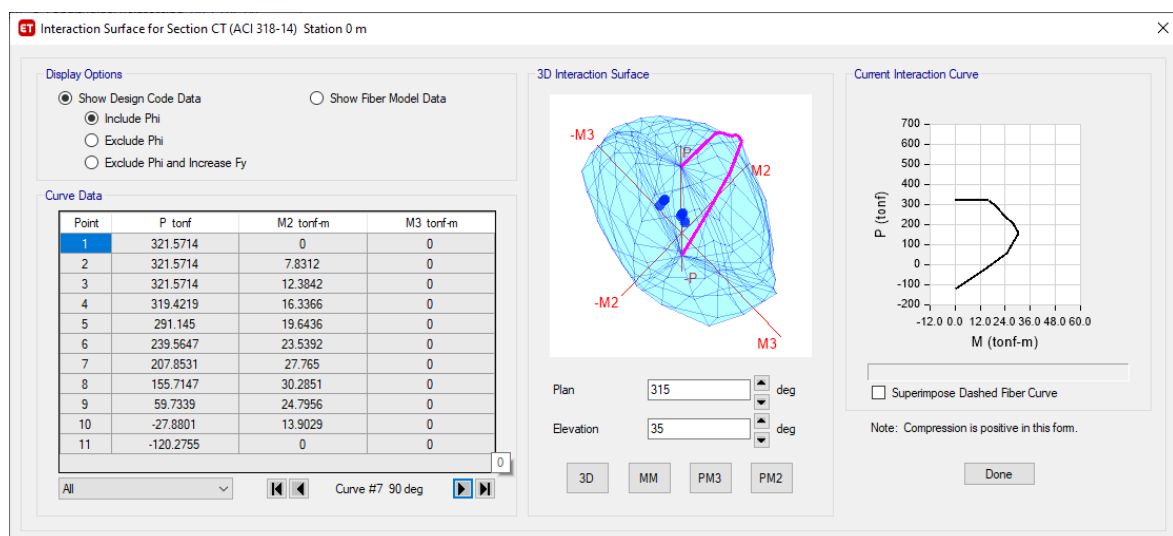 ET Interaction Surface for Section CT (ACI 318-14) Station 0 m
Display Options
Show Design Code Data Show Fiber Model Data
Include Phi
Exclude Phi
Exclude Phi and Increase Fy
Curve Data
Point P tonf M2 tonf-m M3 tonf-m
1 321.5714 0 0
2 321.5714 7.8312 0
3 321.5714 12.3842 0
4 319.4219 16.3366 0
5 291.145 19.6436 0
6 239.5647 23.5392 0
7 207.8531 27.765 0
8 155.7147 30.2851 0
9 59.7339 24.7956 0
10 -27.8801 13.9029 0
11 -120.2755 0 0
0
All Curve #7 90 deg
3D Interaction Surface
-M3
P
M2
-P
-M2
M3
Plan 315 deg
Elevation 35 deg
3D MM PM3 PM2
Current Interaction Curve
700
600
500
400
300
200
100
0
-100
-200
P (tonf)
-12.0 0.0 12.0 24.0 36.0 48.0 60.0
M (tonf-m)
Superimpose Dashed Fiber Curve
Note: Compression is positive in this form.
Done